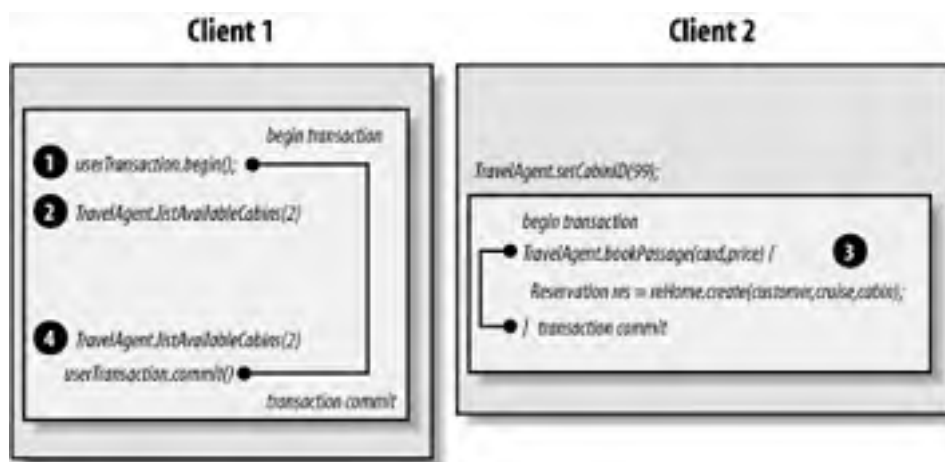 Client 1
begin transaction
1 userTransaction.begin();
2 TravelAgent.listAvailableCabins(2)
4 TravelAgent.listAvailableCabins(2)
userTransaction.commit()
transaction commit
Client 2
TravelAgent.setCabinID(99);
begin transaction
TravelAgent.bookPassage(card,price) { 3
Reservation res = resHome.create(customer,cruise,cabin);
} transaction commit